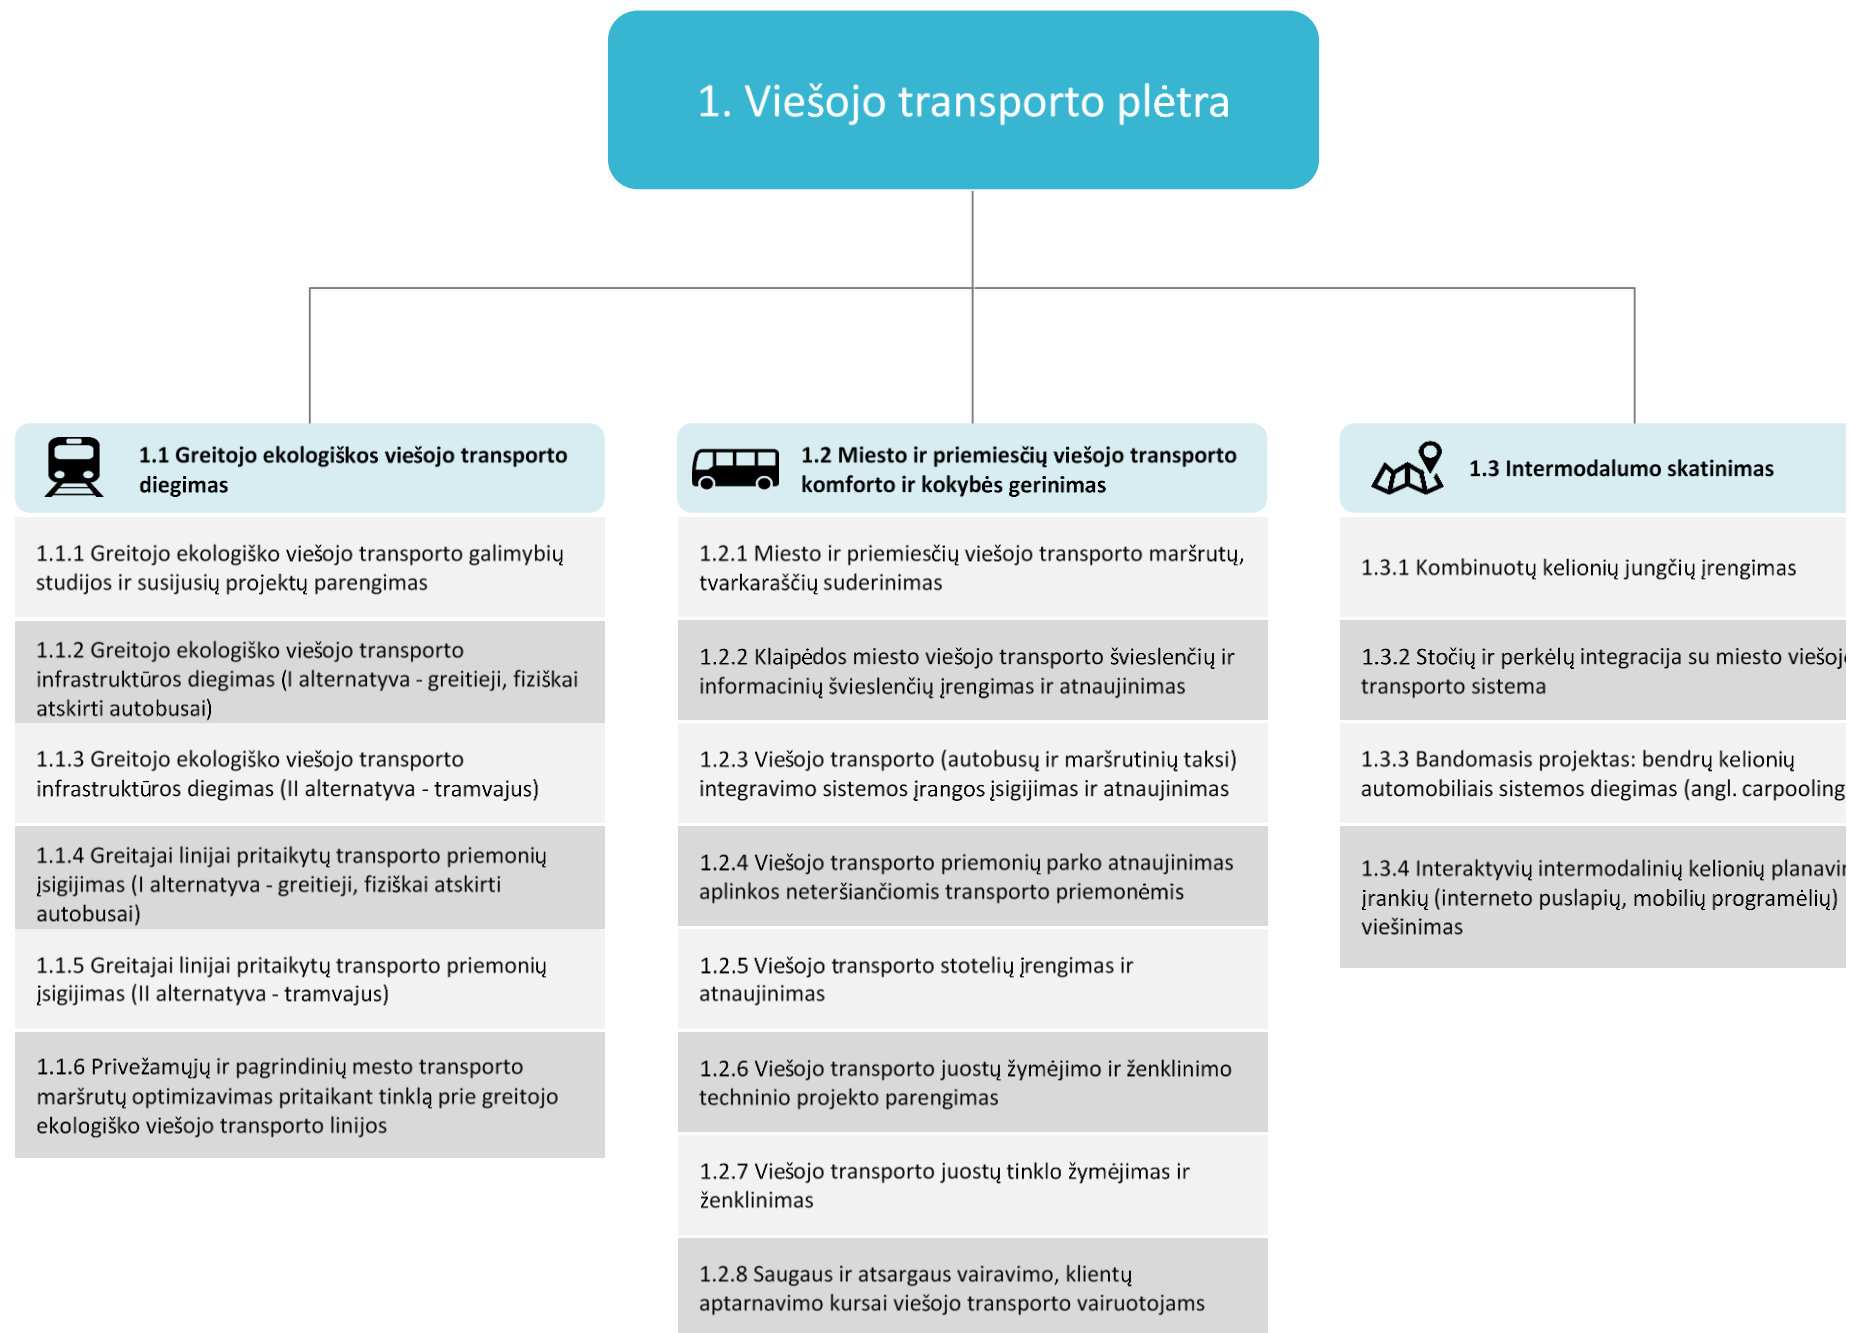 1. Viešojo transporto plėtra
1.1 Greitojo ekologiškos viešojo transporto
diegimas
1.1.1 Greitojo ekologiško viešojo transporto galimybių
studijos ir susijusių projektų parengimas
1.1.2 Greitojo ekologiško viešojo transporto
infrastruktūros diegimas (I alternatyva - greitieji, fiziškai
atskirti autobusai)
1.1.3 Greitojo ekologiško viešojo transporto
infrastruktūros diegimas (II alternatyva - tramvajus)
1.1.4 Greitajai linijai pritaikytų transporto priemonių
įsigijimas (I alternatyva - greitieji, fiziškai atskirti
autobusai)
1.1.5 Greitajai linijai pritaikytų transporto priemonių
įsigijimas (II alternatyva - tramvajus)
1.1.6 Privežamųjų ir pagrindinių mesto transporto
maršrutų optimizavimas pritaikant tinklą prie greitojo
ekologiško viešojo transporto linijos
1.2 Miesto ir priemiesčių viešojo transporto
komforto ir kokybės gerinimas
1.2.1 Miesto ir priemiesčių viešojo transporto maršrutų,
tvarkaraščių suderinimas
1.2.2 Klaipėdos miesto viešojo transporto švieslenčių ir
informacinių švieslenčių įrengimas ir atnaujinimas
1.2.3 Viešojo transporto (autobusų ir maršrutinių taksi)
integravimo sistemos įrangos įsigijimas ir atnaujinimas
1.2.4 Viešojo transporto priemonių parko atnaujinimas
aplinkos neteršiančiomis transporto priemonėmis
1.2.5 Viešojo transporto stotelių įrengimas ir
atnaujinimas
1.2.6 Viešojo transporto juostų žymėjimo ir ženklinimo
techninio projekto parengimas
1.2.7 Viešojo transporto juostų tinklo žymėjimas ir
ženklinimas
1.2.8 Saugaus ir atsargaus vairavimo, klientų
aptarnavimo kursai viešojo transporto vairuotojams
1.3 Intermodalumo skatinimas
1.3.1 Kombinuotų kelionių jungčių įrengimas
1.3.2 Stočių ir perkėlų integracija su miesto viešoj
transporto sistema
1.3.3 Bandomasis projektas: bendrų kelionių
automobiliais sistemos diegimas (angl. carpooling
1.3.4 Interaktyvių intermodalinių kelionių planavi
įrankių (interneto puslapių, mobilių programėlių)
viešinimas